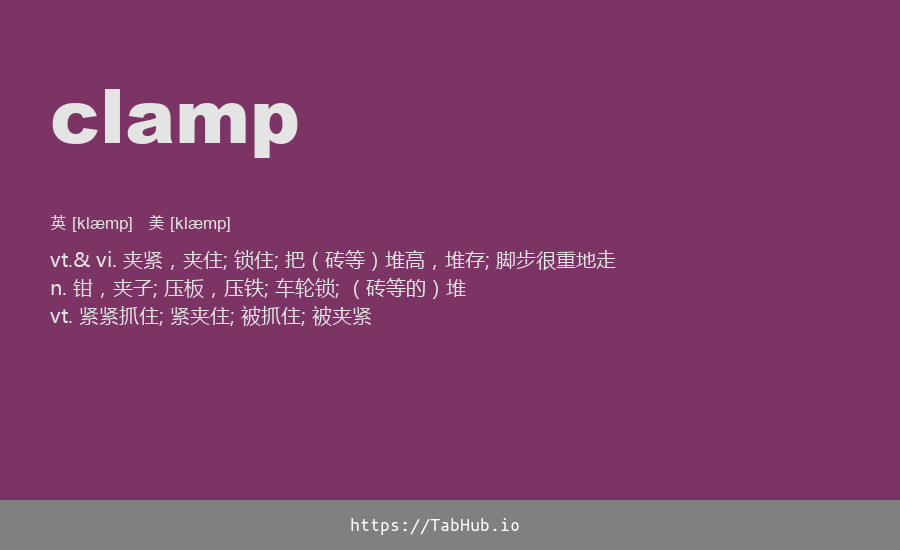 clamp
英 [klæmp]   美 [klæmp]
vt.& vi. 夹紧，夹住; 锁住; 把（砖等）堆高，堆存; 脚步很重地走
n. 钳，夹子; 压板，压铁; 车轮锁; （砖等的）堆
vt. 紧紧抓住; 紧夹住; 被抓住; 被夹紧
https://TabHub.io